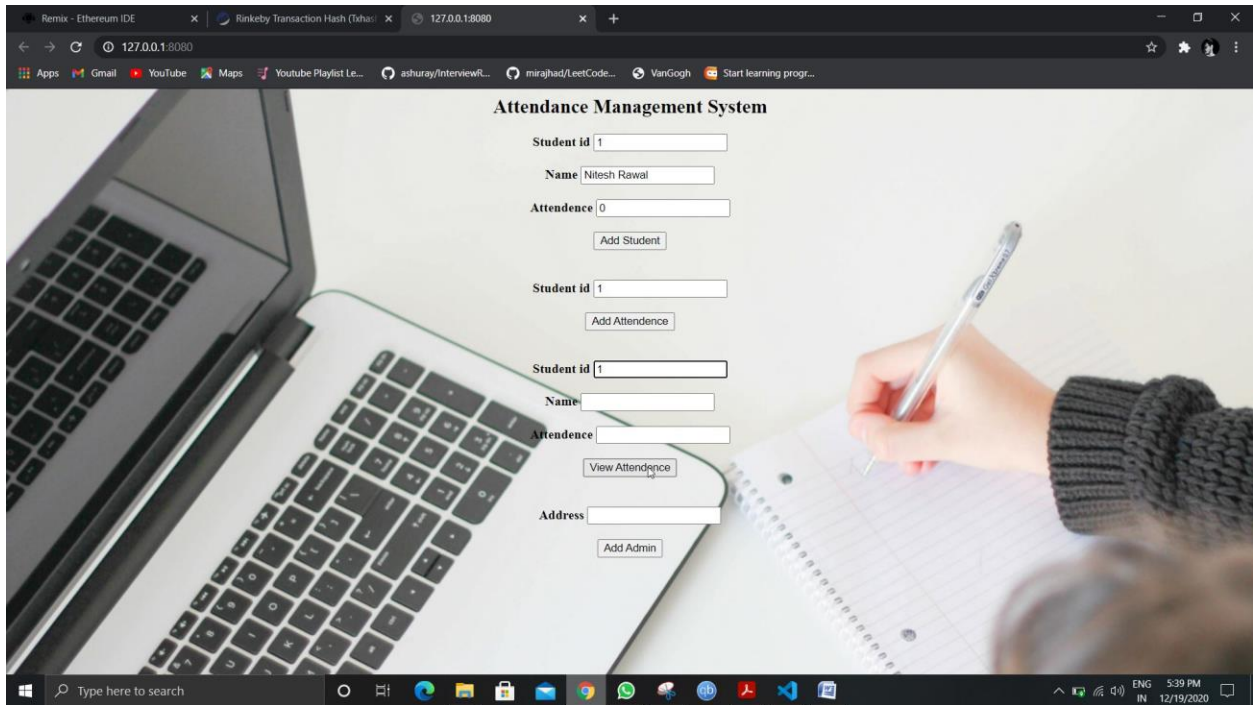 Remix - Ethereum IDE
Rinkeby Transaction Hash (Txhas
127.0.0.1:8080
127.0.0.1:8080
Apps Gmail YouTube Maps Youtube Playlist Le... ashuray/InterviewR... mirajhad/LeetCode... VanGogh Start learning progr...
Attendance Management System
Student id 1
Name Nitesh Rawal
Attendence 0
Add Student
Student id 1
Add Attendence
Student id 1
Name
Attendence
View Attendence
Address
Add Admin
Type here to search
qb
ENG 5:39 PM
IN 12/19/2020